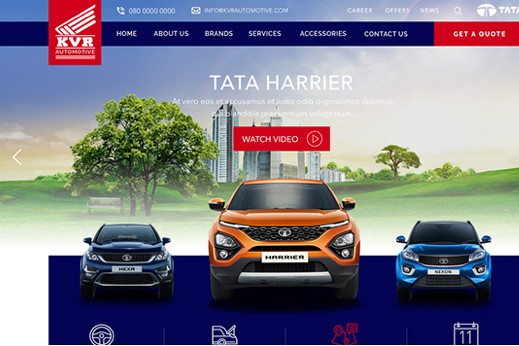 080 0000 0000
INFO@KVRAUTOMOTIVE.COM
CAREER OFFERS NEWS
TATA
KVR
AUTOMOTIVE
HOME ABOUT US BRANDS SERVICES ACCESSORIES CONTACT US
GET A QUOTE
TATA HARRIER
At vero eos et accusamus et iusto odio dignissimos ducimus
qui blanditiis praesentium voluptatum
WATCH VIDEO
HEXA
HARRIER
NEXON
11